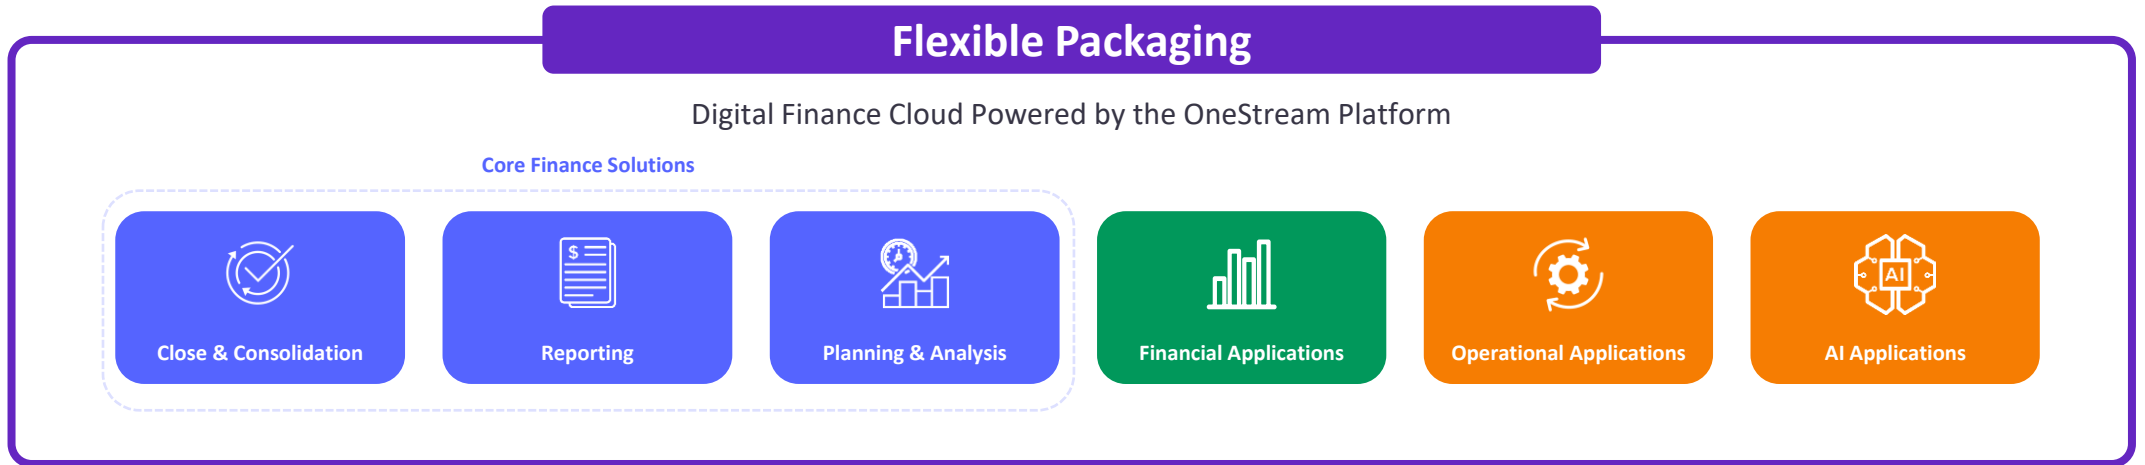 Flexible Packaging
Digital Finance Cloud Powered by the OneStream Platform
Core Finance Solutions
$
AI
Close & Consolidation
Reporting
Planning & Analysis
Financial Applications
Operational Applications
AI Applications